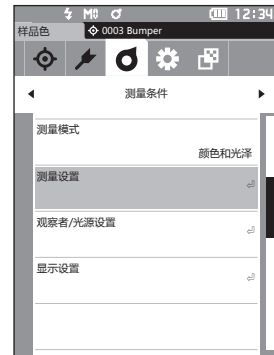 M0 12:34
样品色 0003 Bumper
测量条件
测量模式
颜色和光泽
测量设置
观察者/光源设置
显示设置